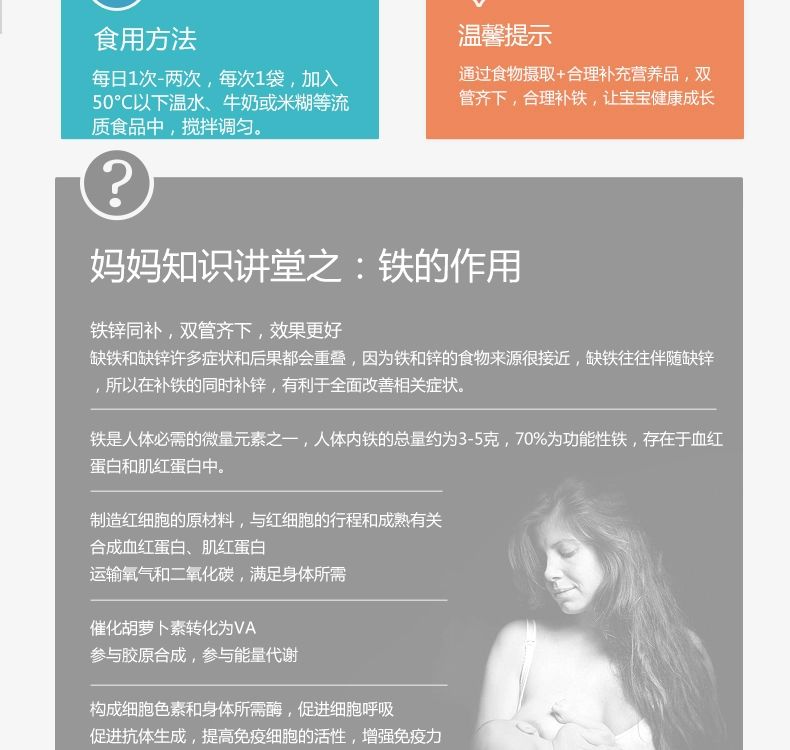 食用方法
每日1次-两次，每次1袋，加入
50°C以下温水、牛奶或米糊等流
质食品中，搅拌调匀。
温馨提示
通过食物摄取+合理补充营养品，双
管齐下，合理补铁，让宝宝健康成长
?
妈妈知识讲堂之：铁的作用
铁锌同补，双管齐下，效果更好
缺铁和缺锌许多症状和后果都会重叠，因为铁和锌的食物来源很接近，缺铁往往伴随缺锌
，所以在补铁的同时补锌，有利于全面改善相关症状。
铁是人体必需的微量元素之一，人体内铁的总量约为3-5克，70%为功能性铁，存在于血红
蛋白和肌红蛋白中。
制造红细胞的原材料，与红细胞的行程和成熟有关
合成血红蛋白、肌红蛋白
运输氧气和二氧化碳，满足身体所需
催化胡萝卜素转化为VA
参与胶原合成，参与能量代谢
构成细胞色素和身体所需酶，促进细胞呼吸
促进抗体生成，提高免疫细胞的活性，增强免疫力